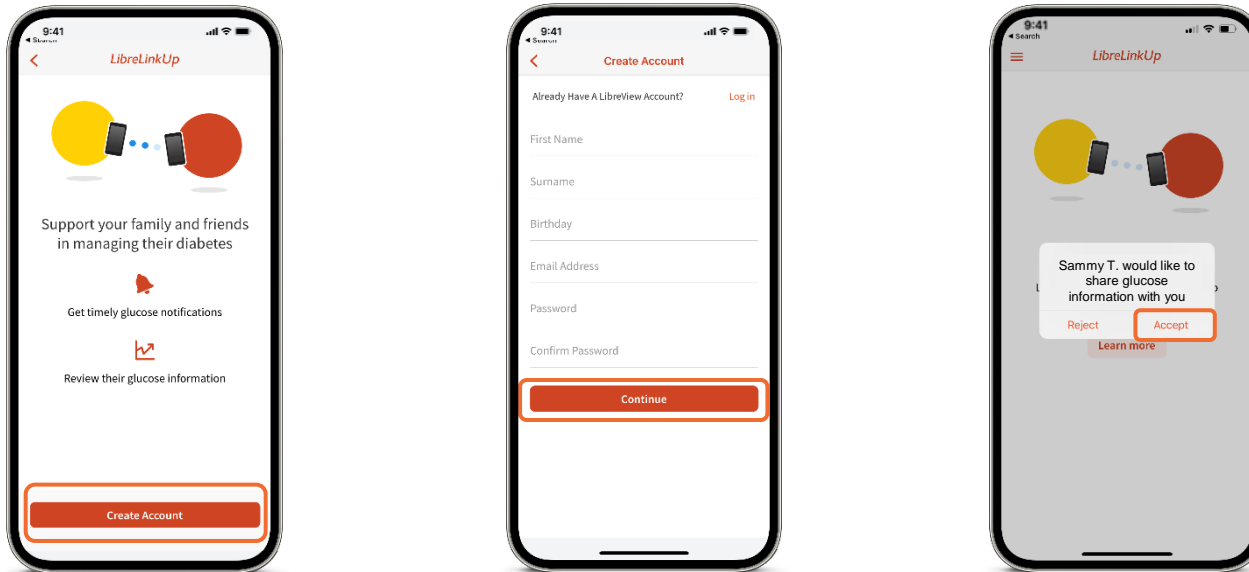 9:41
Search
LibreLinkUp
Support your family and friends
in managing their diabetes
Get timely glucose notifications
Review their glucose information
Create Account
9:41
Search
Create Account
Already Have A LibreView Account?
Log in
First Name
Surname
Birthday
Email Address
Password
Confirm Password
Continue
9:41
Search
LibreLinkUp
Sammy T. would like to
share glucose
information with you
Reject
Accept
Learn more